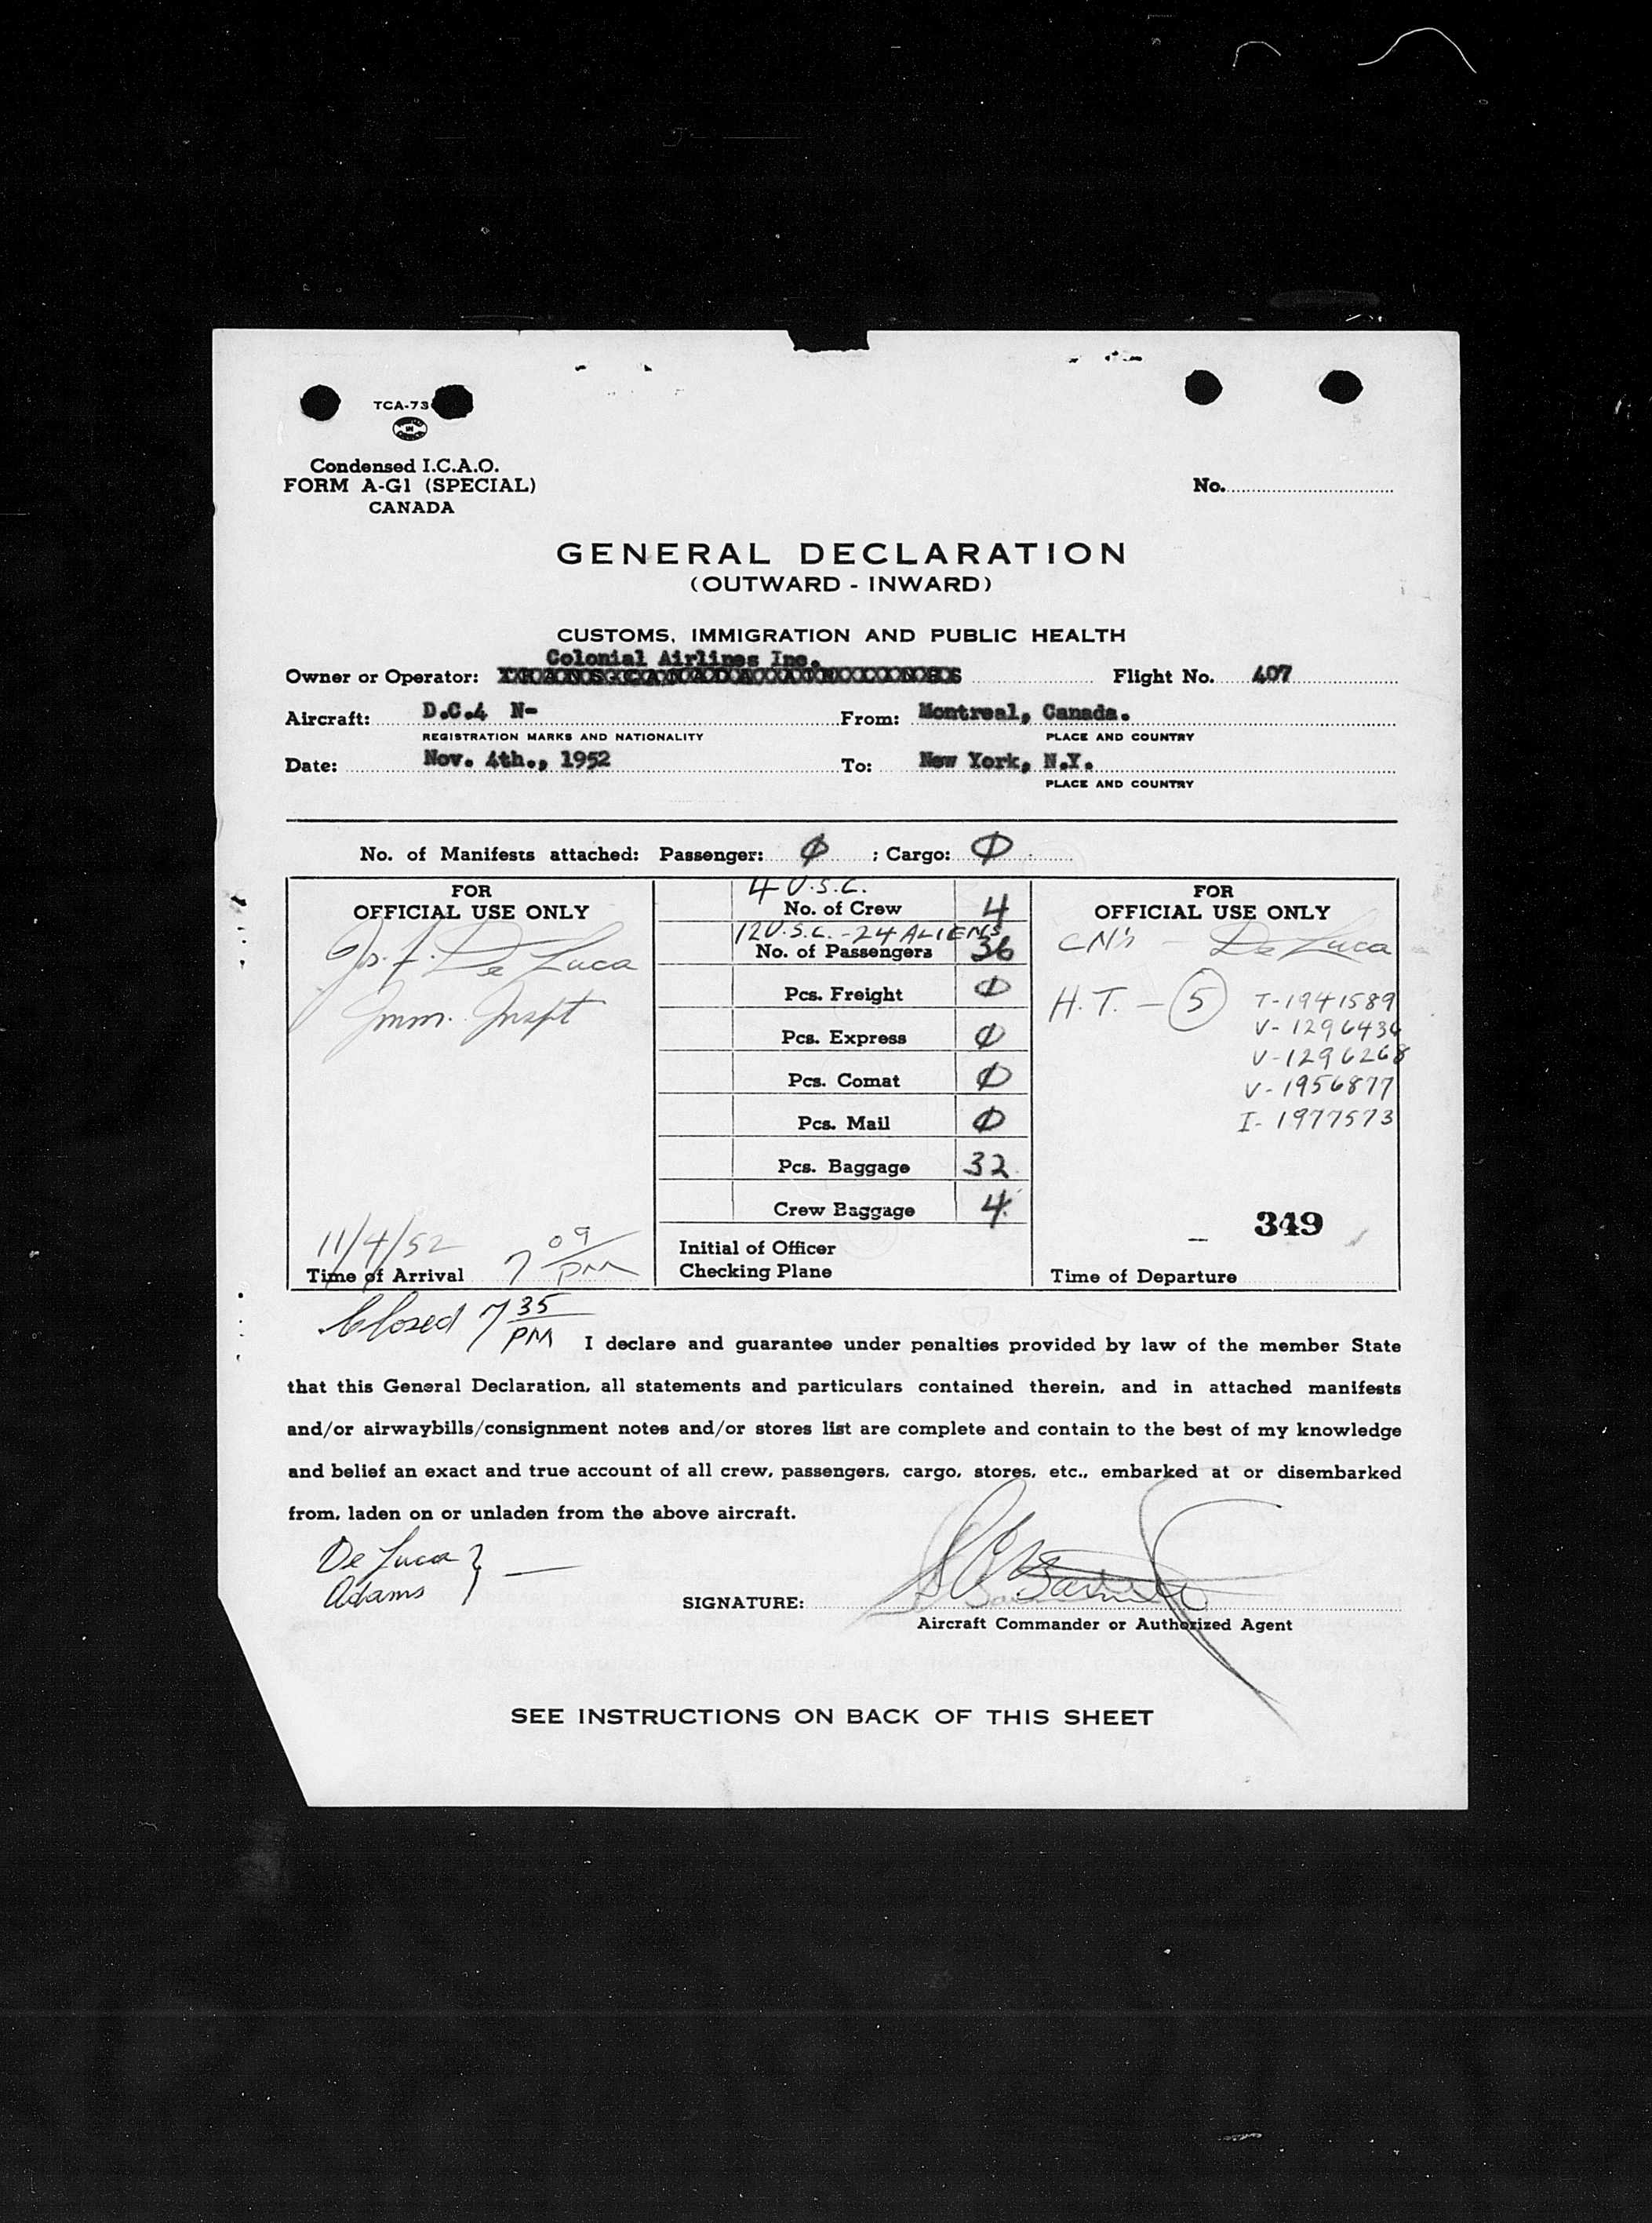 TCA-73
Condensed I.C.A.O.
FORM A-G1 (SPECIAL)
CANADA
No.
GENERAL DECLARATION
(OUTWARD - INWARD)
CUSTOMS, IMMIGRATION AND PUBLIC HEALTH
Colonial Airlines Inc.
Owner or Operator: TRANS-CANADA AIR LINES Flight No. 407
Aircraft: D.C.4 N- From: Montreal, Canada.
REGISTRATION MARKS AND NATIONALITY PLACE AND COUNTRY
Date: Nov. 4th., 1952 To: New York, N.Y.
PLACE AND COUNTRY
No. of Manifests attached: Passenger: Ø ; Cargo: Ø
FOR
OFFICIAL USE ONLY
De Luca
Imm. Inspt
11/4/52
Time of Arrival 7 09 PM
4 U.S.C.
No. of Crew 4
12 U.S.C. - 24 ALIENS
No. of Passengers 36
Pcs. Freight Ø
Pcs. Express Ø
Pcs. Comat Ø
Pcs. Mail Ø
Pcs. Baggage 32
Crew Baggage 4
Initial of Officer
Checking Plane
FOR
OFFICIAL USE ONLY
CN's - De Luca
H.T. - 5 T-1941589
V-1296436
V-1296268
V-1956877
I-1977573
349
Time of Departure
Closed 7 35 PM
I declare and guarantee under penalties provided by law of the member State
that this General Declaration, all statements and particulars contained therein, and in attached manifests
and/or airwaybills/consignment notes and/or stores list are complete and contain to the best of my knowledge
and belief an exact and true account of all crew, passengers, cargo, stores, etc., embarked at or disembarked
from, laden on or unladen from the above aircraft.
De Luca
Adams
SIGNATURE:
Aircraft Commander or Authorized Agent
SEE INSTRUCTIONS ON BACK OF THIS SHEET